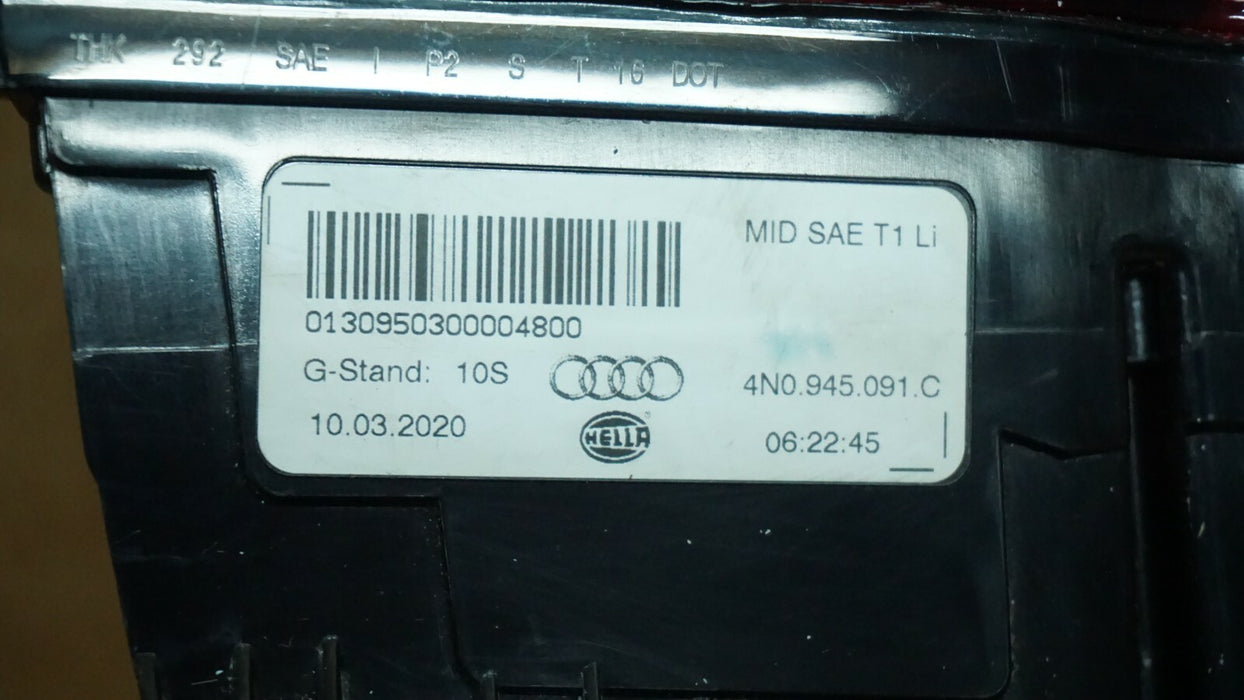 THK 292 SAE I P2 S T 16 DOT
MID SAE T1 Li
0130950300004800
G-Stand: 10S
4N0.945.091.C
10.03.2020
HELLA
®
06:22:45